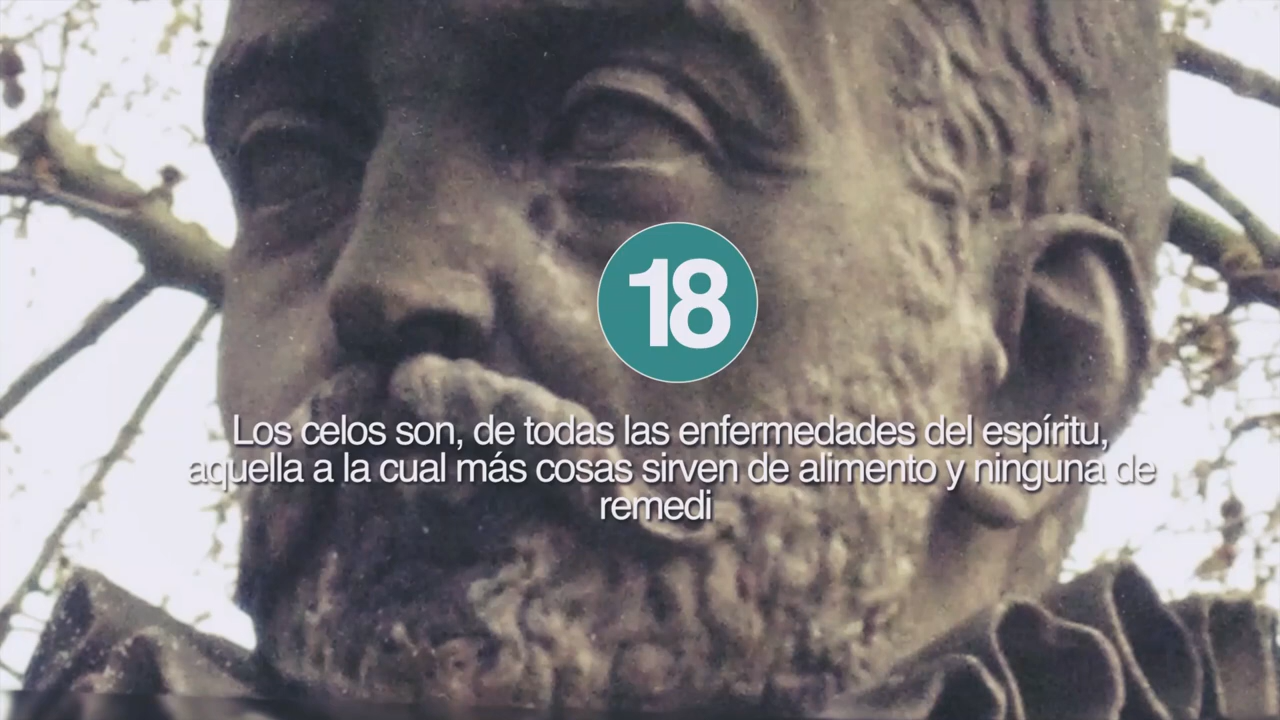 18
Los celos son, de todas las enfermedades del espíritu,
aquella a la cual más cosas sirven de alimento y ninguna de
remedi